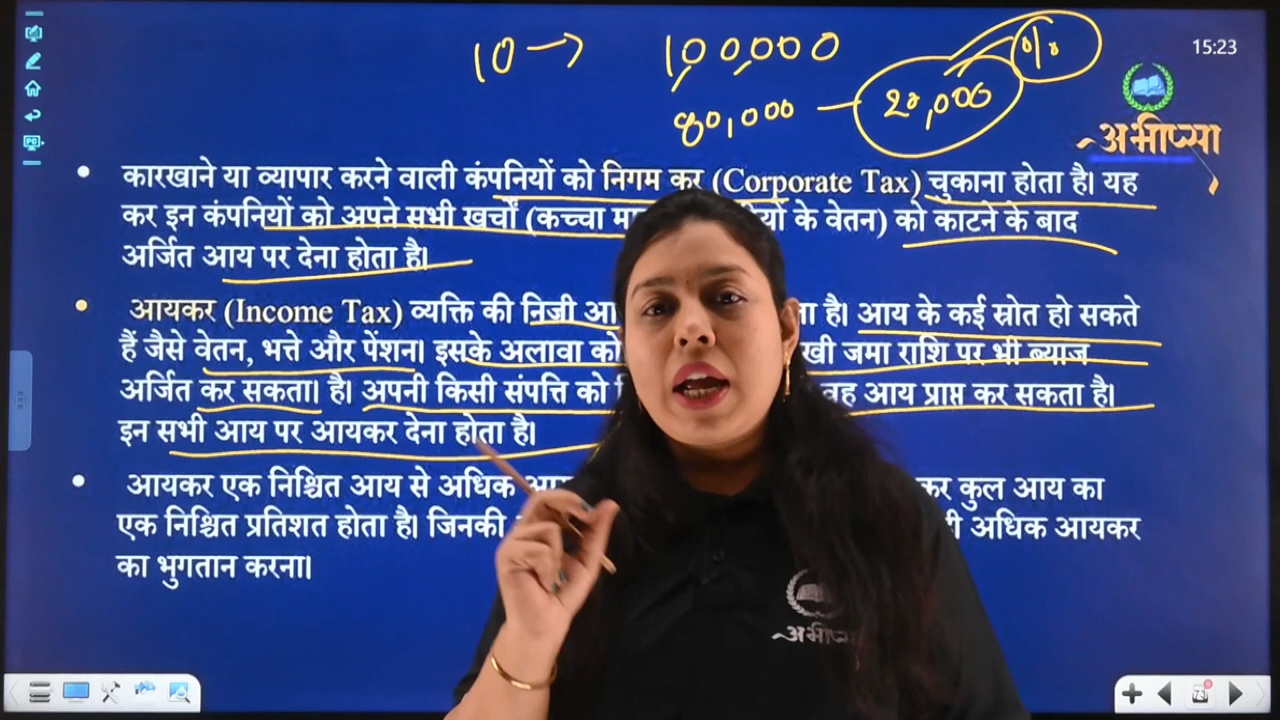 10 → 1,00,000 %
15:23
80,000 — 20,000
अभीप्सा
• कारखाने या व्यापार करने वाली कंपनियों को निगम कर (Corporate Tax) चुकाना होता है। यह
कर इन कंपनियों को अपने सभी खर्चों (कच्चा के वेतन) को काटने के बाद
अर्जित आय पर देना होता है।
• आयकर (Income Tax) व्यक्ति की निजी है। आय के कई स्रोत हो सकते
हैं जैसे वेतन, भत्ते और पेंशन। इसके अलावा जमा राशि पर भी ब्याज
अर्जित कर सकता। है। अपनी किसी संपत्ति को वह आय प्राप्त कर सकता है।
इन सभी आय पर आयकर देना होता है।
• आयकर एक निश्चित आय से अधिक कर कुल आय का
एक निश्चित प्रतिशत होता है। जिनकी अधिक आयकर
का भुगतान करना।
अभीप्सा